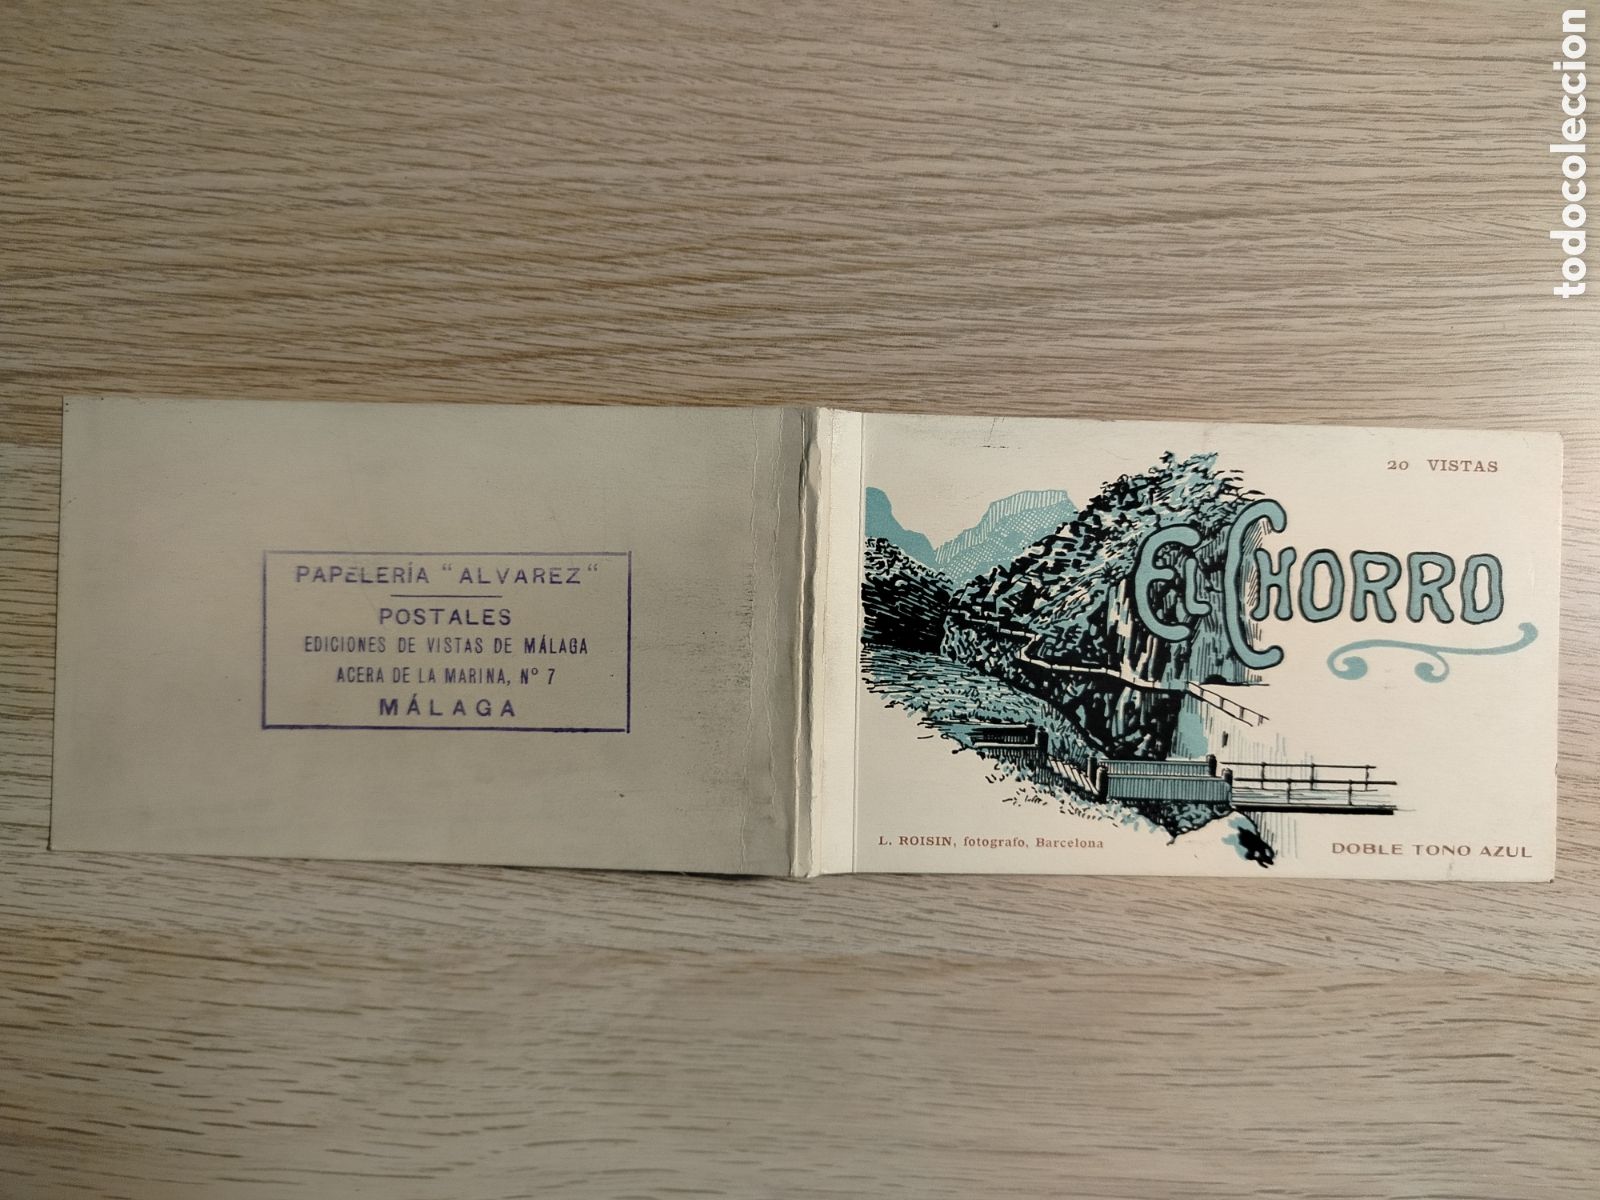 PAPELERÍA "ALVAREZ"
POSTALES
EDICIONES DE VISTAS DE MÁLAGA
ACERA DE LA MARINA, Nº 7
MÁLAGA
20 VISTAS
EL CHORRO
L. ROISIN, fotografo, Barcelona
DOBLE TONO AZUL
todocoleccion